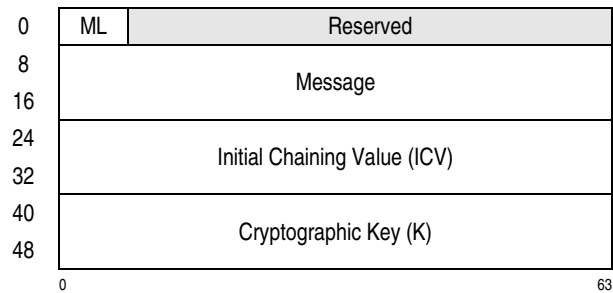 0 ML Reserved
8
Message
16
24
Initial Chaining Value (ICV)
32
40
Cryptographic Key (K)
48
0 63